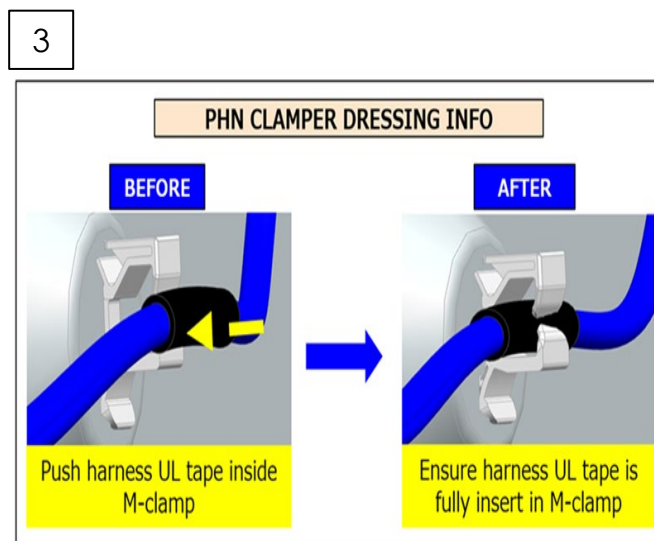 3
PHN CLAMPER DRESSING INFO
BEFORE
AFTER
Push harness UL tape inside
M-clamp
Ensure harness UL tape is
fully insert in M-clamp